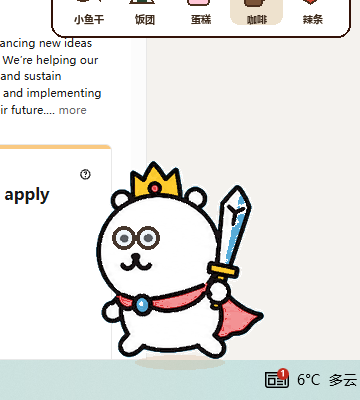 小鱼干 饭团 蛋糕 咖啡 辣条
ancing new ideas
We're helping our
and sustain
and implementing
ir future.... more
apply
1
6°C 多云